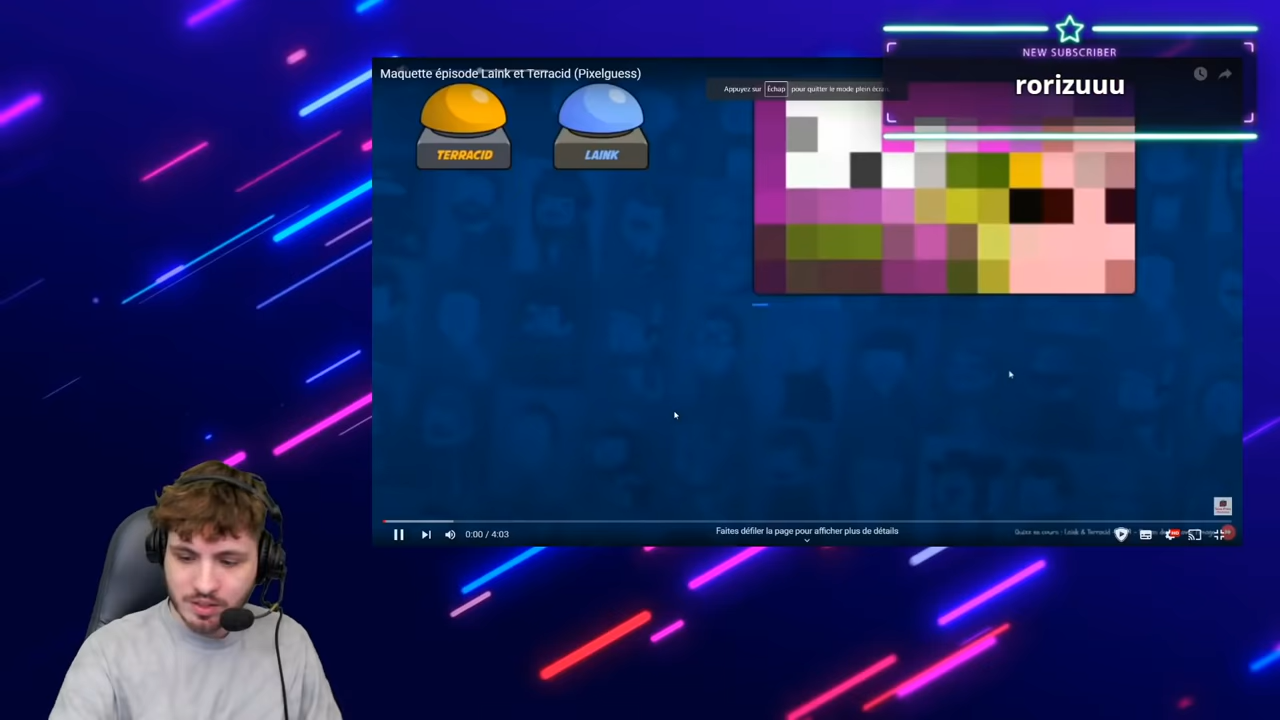 NEW SUBSCRIBER
rorizuuu
Maquette épisode Laink et Terracid (Pixelguess)
Appuyez sur Echap pour quitter le mode plein écran
TERRACID
LAINK
0:00 / 4:03
Faites défiler la page pour afficher plus de détails